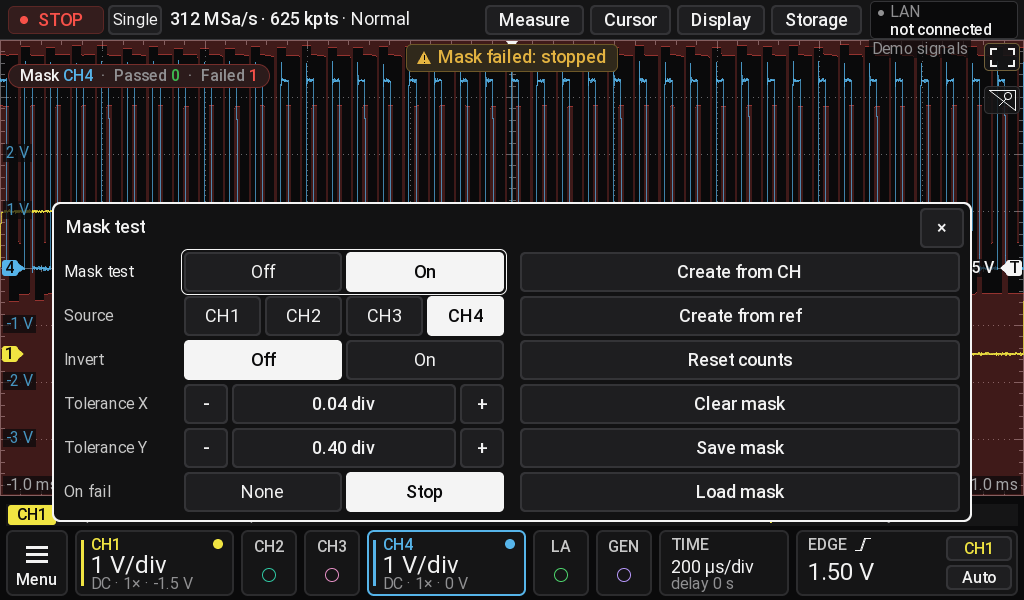 STOP Single 312 MSa/s · 625 kpts · Normal Measure Cursor Display Storage LAN
not connected
Demo signals
Mask failed: stopped
Mask CH4 · Passed 0 · Failed 1
2 V
1 V
Mask test ×
4 5 V T
Mask test Off On Create from CH
Source CH1 CH2 CH3 CH4 Create from ref
-1 V
Invert Off On Reset counts
1
-2 V
Tolerance X - 0.04 div + Clear mask
-3 V
Tolerance Y - 0.40 div + Save mask
-1.0 ms 1.0 ms
On fail None Stop Load mask
CH1
Menu
CH1
1 V/div
DC · 1× · -1.5 V
CH2
CH3
CH4
1 V/div
DC · 1× · 0 V
LA
GEN
TIME
200 µs/div
delay 0 s
EDGE
1.50 V
CH1
Auto